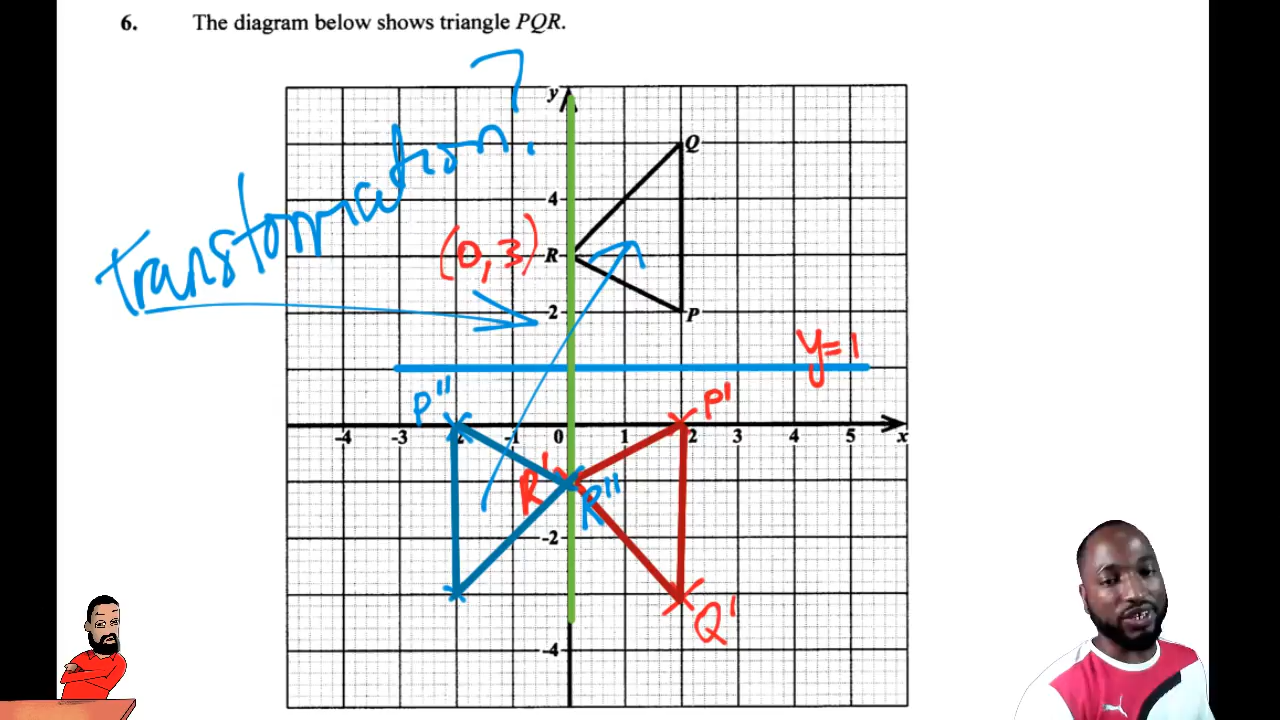 6. The diagram below shows triangle PQR.
transformation?
y
Q
4
(0,3) R
2
P
y=1
P"
P'
-4 -3 -2 -1 0 1 2 3 4 5 x
R'
R"
-2
Q'
-4